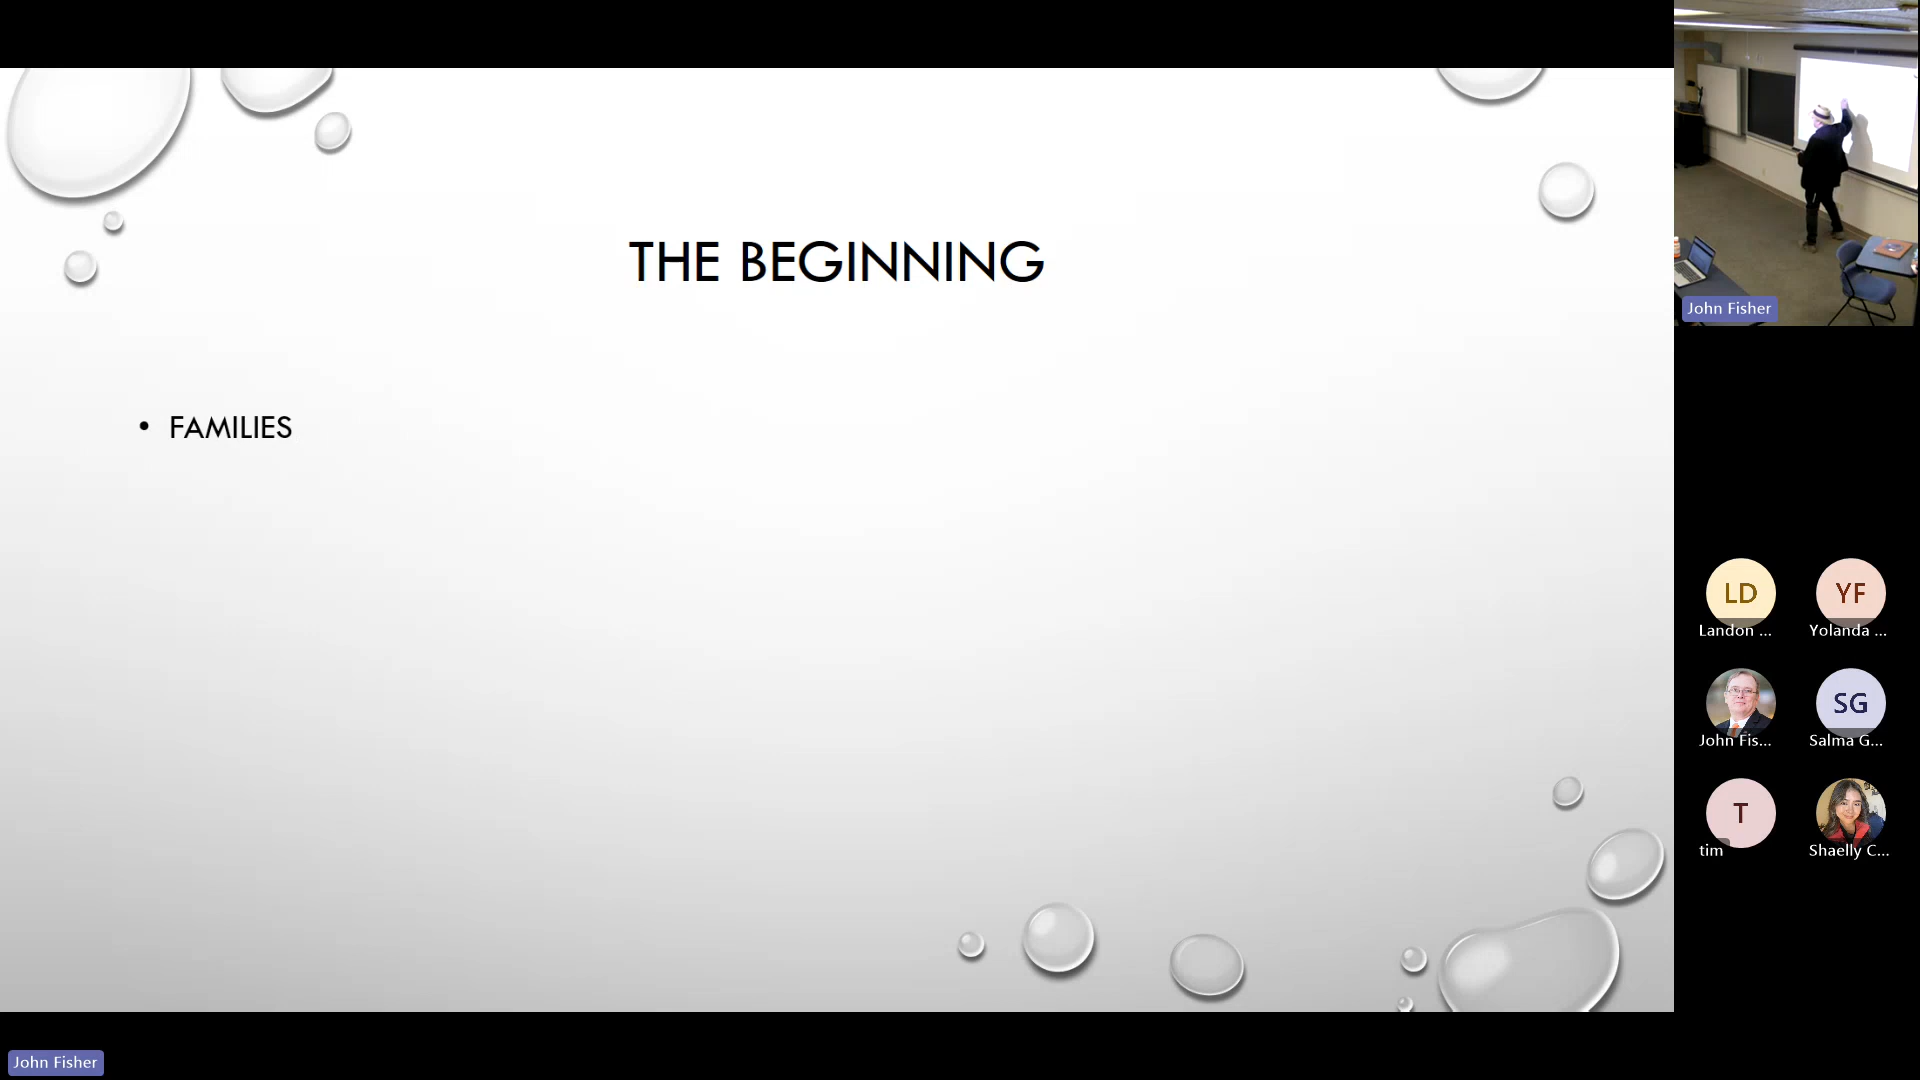 THE BEGINNING
• FAMILIES
John Fisher
LD
Landon ...
YF
Yolanda ...
John Fis...
SG
Salma G...
T
tim
Shaelly C...
John Fisher